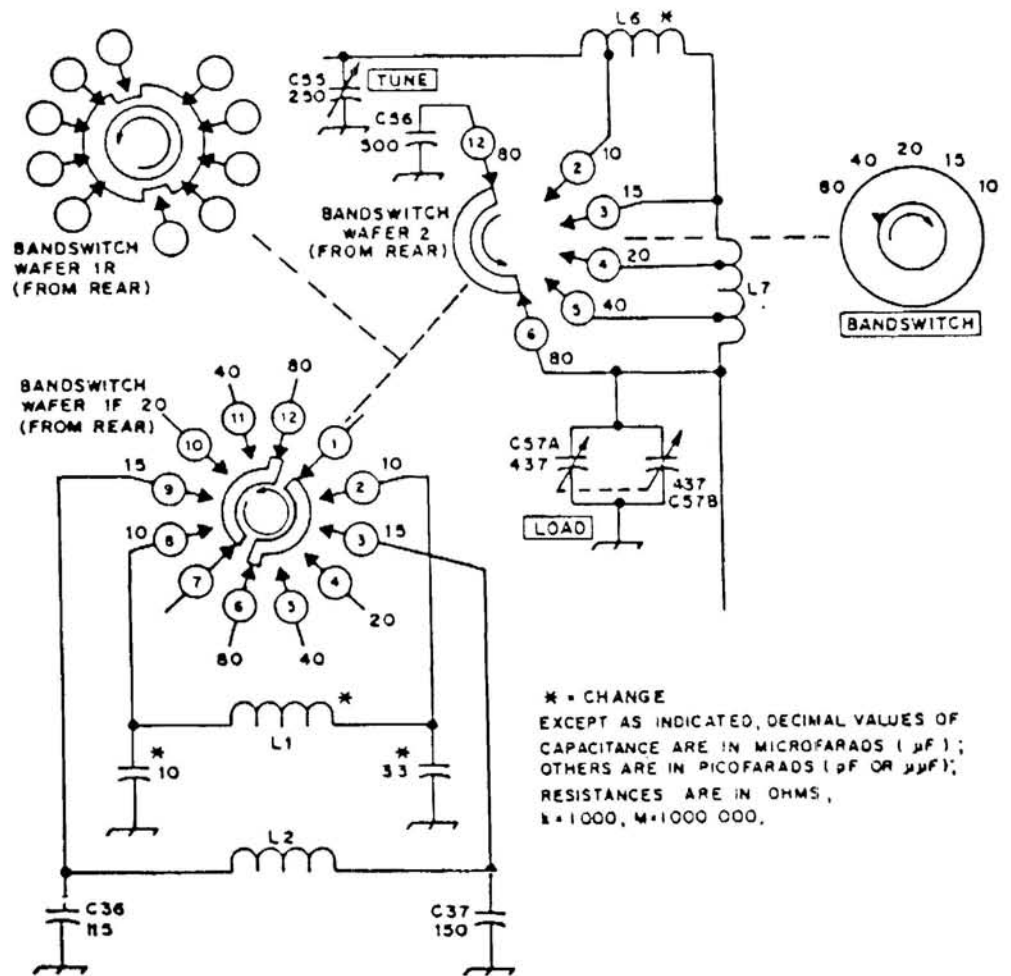 L6 *
C55
250
TUNE
C56
500
12
80
2
10
3
15
4
20
5
40
6
80
L7
BANDSWITCH
WAFER 1R
(FROM REAR)
BANDSWITCH
WAFER 2
(FROM REAR)
80
40
20
15
10
BANDSWITCH
BANDSWITCH
WAFER 1F
(FROM REAR)
20
40
80
11
12
10
1
15
9
2
10
10
8
3
15
7
4
20
6
5
80
40
C57A
437
437
C57B
LOAD
*
L1
*
10
*
33
L2
C36
115
C37
150
* = CHANGE
EXCEPT AS INDICATED, DECIMAL VALUES OF
CAPACITANCE ARE IN MICROFARADS ( µF ) ;
OTHERS ARE IN PICOFARADS ( pF OR µµF);
RESISTANCES ARE IN OHMS,
k=1000, M=1000 000.